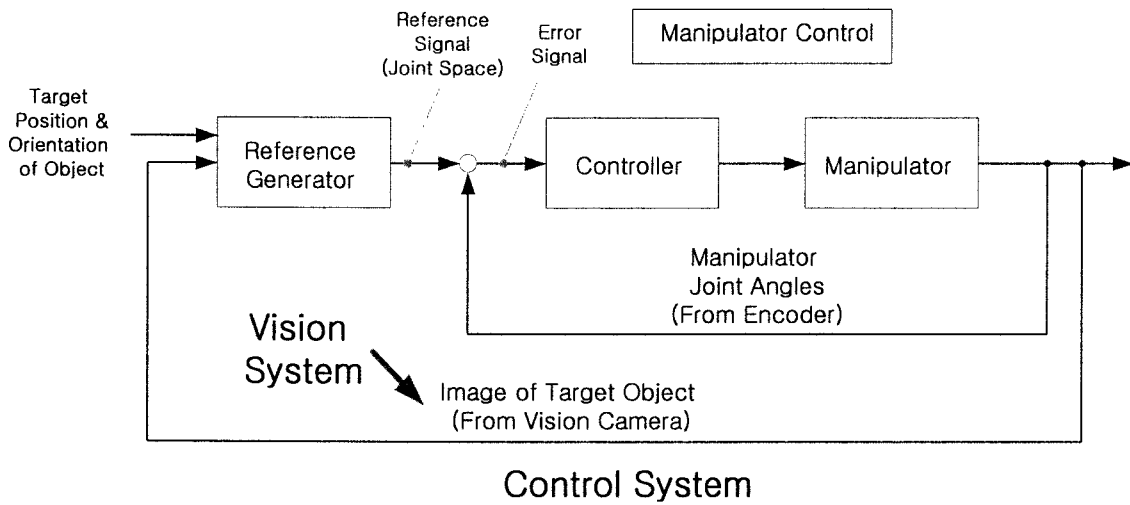 Reference
Signal
(Joint Space)
Error
Signal
Manipulator Control
Target
Position &
Orientation
of Object
Reference
Generator
Controller
Manipulator
Manipulator
Joint Angles
(From Encoder)
Vision
System
Image of Target Object
(From Vision Camera)
Control System